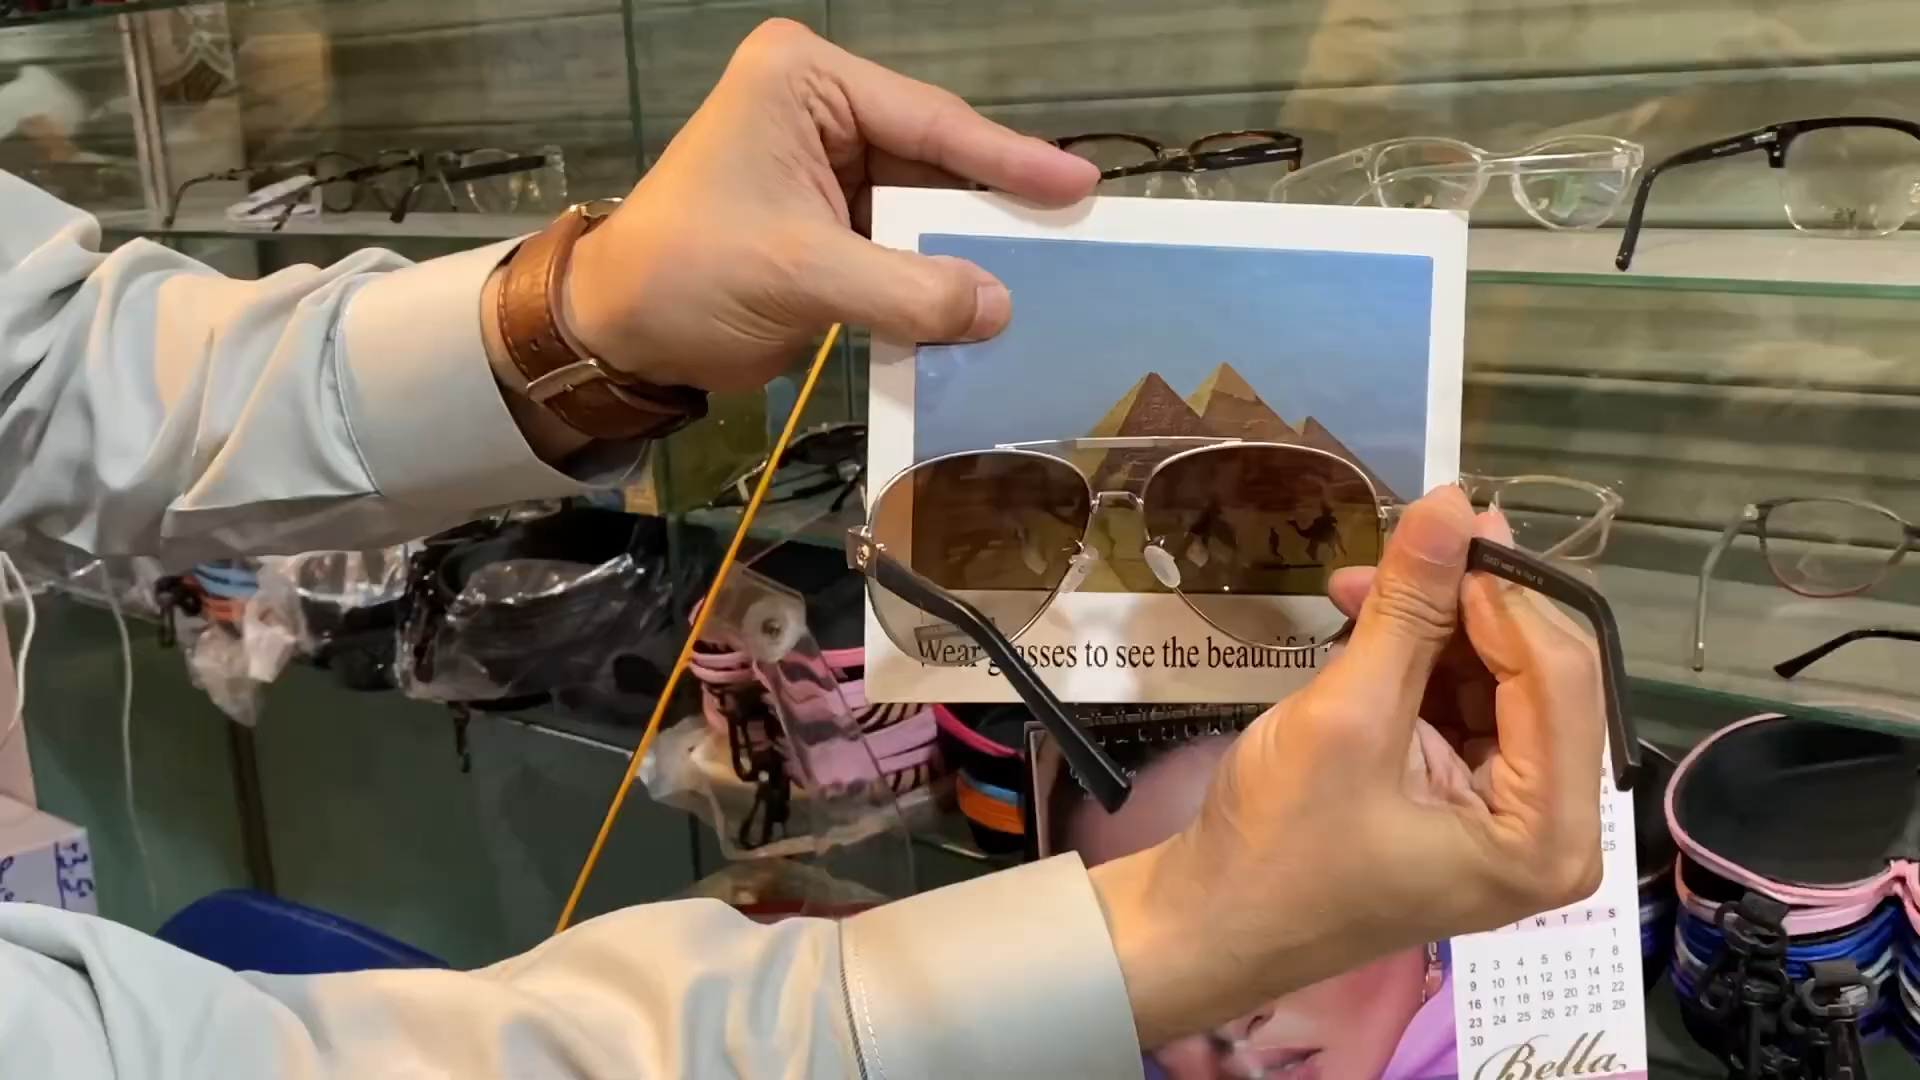 Wear glasses to see the beautiful
W T F S
1
2 3 4 5 6 7 8
9 10 11 12 13 14 15
16 17 18 19 20 21 22
23 24 25 26 27 28 29
30
Bella